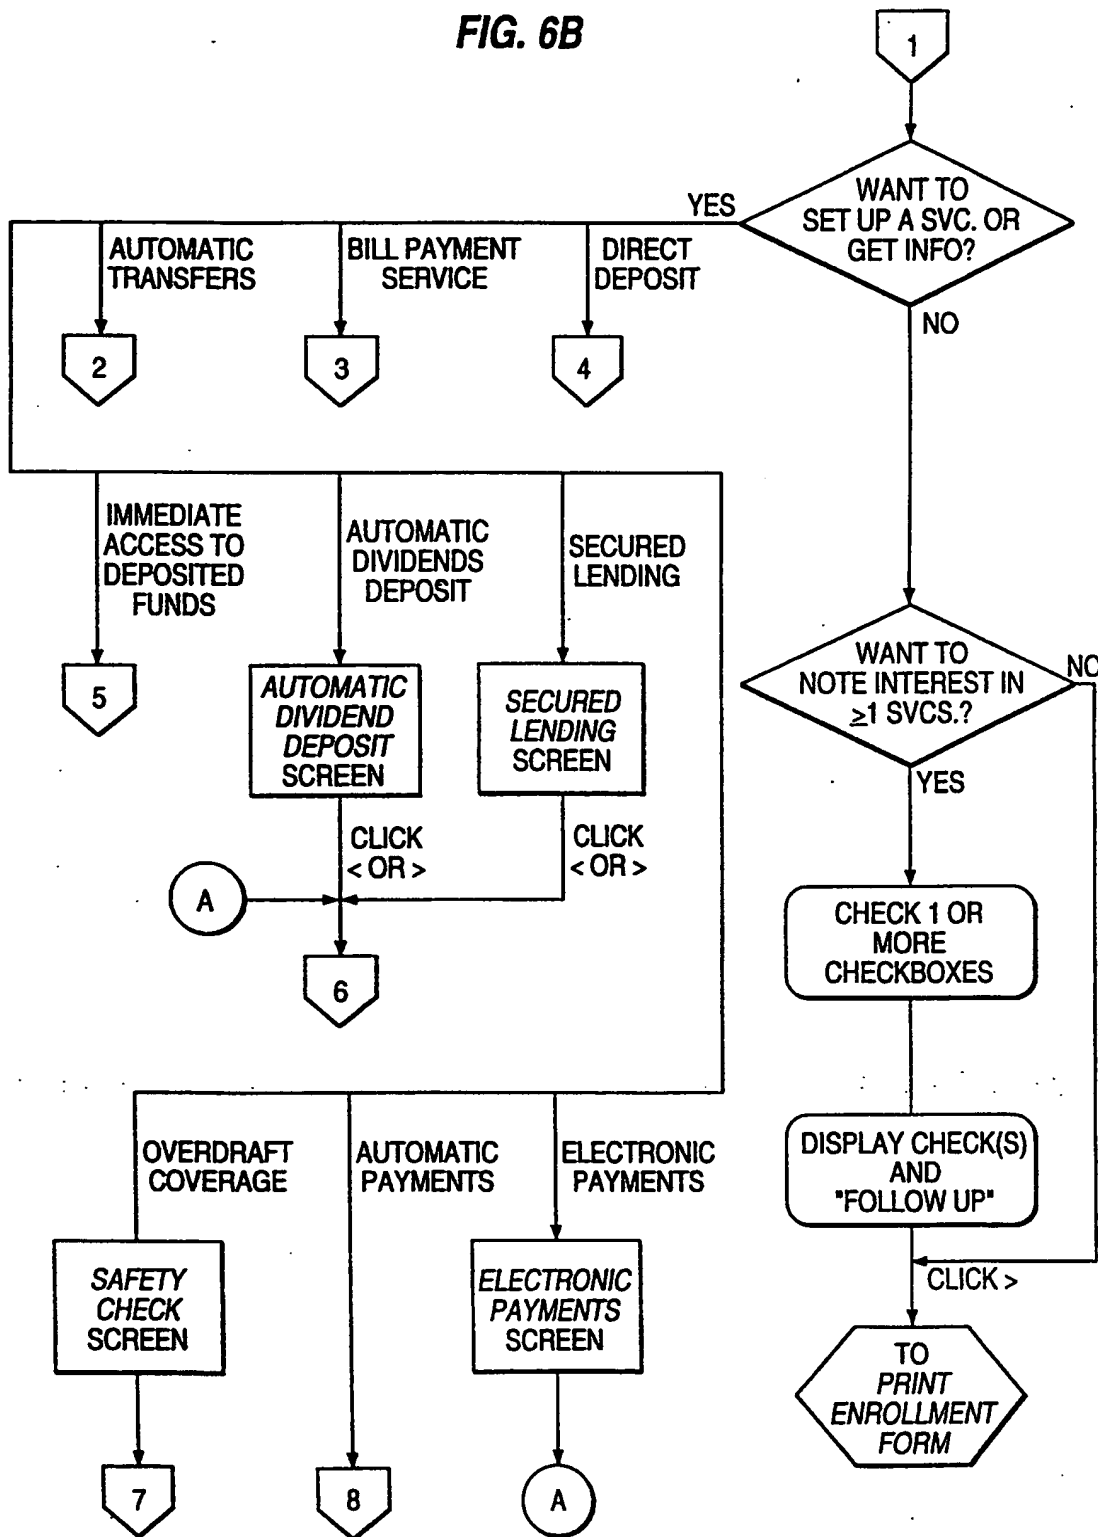 FIG. 6B
1
WANT TO
SET UP A SVC. OR
GET INFO?
YES
NO
AUTOMATIC
TRANSFERS
BILL PAYMENT
SERVICE
DIRECT
DEPOSIT
2
3
4
IMMEDIATE
ACCESS TO
DEPOSITED
FUNDS
AUTOMATIC
DIVIDENDS
DEPOSIT
SECURED
LENDING
5
AUTOMATIC
DIVIDEND
DEPOSIT
SCREEN
SECURED
LENDING
SCREEN
CLICK
< OR >
CLICK
< OR >
A
6
WANT TO
NOTE INTEREST IN
≥1 SVCS.?
NO
YES
CHECK 1 OR
MORE
CHECKBOXES
DISPLAY CHECK(S)
AND
"FOLLOW UP"
CLICK >
TO
PRINT
ENROLLMENT
FORM
OVERDRAFT
COVERAGE
AUTOMATIC
PAYMENTS
ELECTRONIC
PAYMENTS
SAFETY
CHECK
SCREEN
ELECTRONIC
PAYMENTS
SCREEN
7
8
A